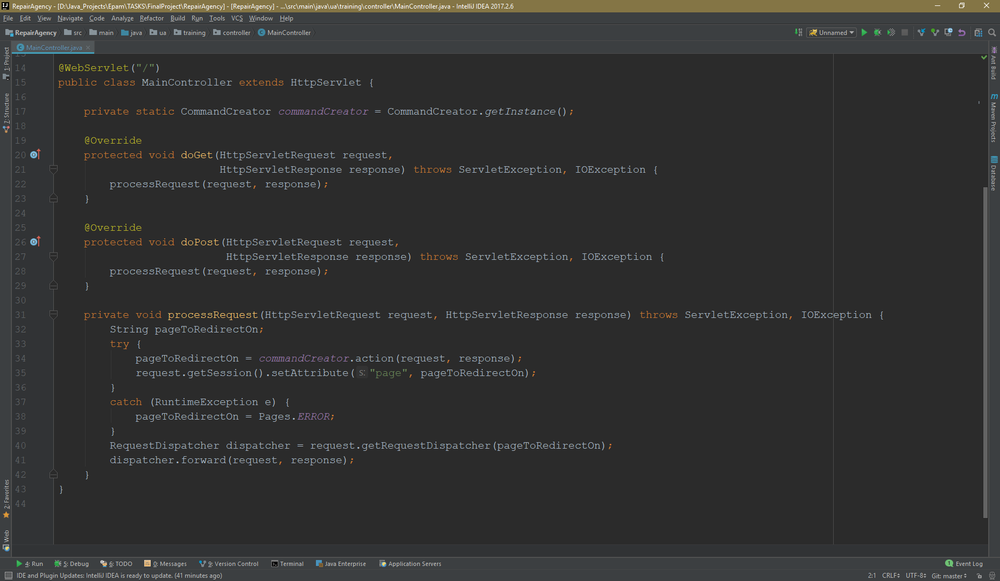 RepairAgency - [D:\Java_Projects\Epam\TASKS\FinalProject\RepairAgency] - [RepairAgency] - ...\src\main\java\ua\training\controller\MainController.java - IntelliJ IDEA 2017.2.6
File Edit View Navigate Code Analyze Refactor Build Run Tools VCS Window Help
RepairAgency src main java ua training controller MainController
Unnamed
MainController.java
1: Project
7: Structure
2: Favorites
Web
Ant Build
Maven Projects
Database
13
14 @WebServlet("/")
15 public class MainController extends HttpServlet {
16
17 private static CommandCreator commandCreator = CommandCreator.getInstance();
18
19 @Override
20 protected void doGet(HttpServletRequest request,
21 HttpServletResponse response) throws ServletException, IOException {
22 processRequest(request, response);
23 }
24
25 @Override
26 protected void doPost(HttpServletRequest request,
27 HttpServletResponse response) throws ServletException, IOException {
28 processRequest(request, response);
29 }
30
31 private void processRequest(HttpServletRequest request, HttpServletResponse response) throws ServletException, IOException {
32 String pageToRedirectOn;
33 try {
34 pageToRedirectOn = commandCreator.action(request, response);
35 request.getSession().setAttribute( s: "page", pageToRedirectOn);
36 }
37 catch (RuntimeException e) {
38 pageToRedirectOn = Pages.ERROR;
39 }
40 RequestDispatcher dispatcher = request.getRequestDispatcher(pageToRedirectOn);
41 dispatcher.forward(request, response);
42 }
43 }
44
4: Run 5: Debug 6: TODO 0: Messages 9: Version Control Terminal Java Enterprise Application Servers 1 Event Log
IDE and Plugin Updates: IntelliJ IDEA is ready to update. (41 minutes ago) 2:1 CRLF UTF-8 Git: master